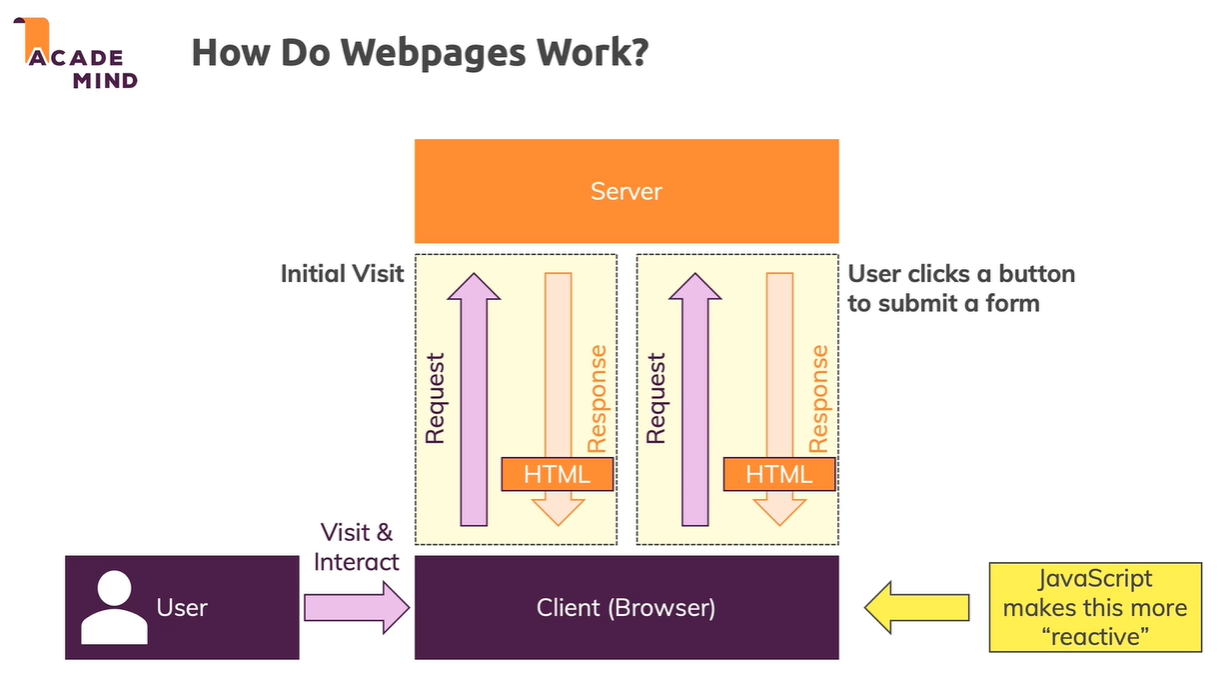 ACADE
MIND
How Do Webpages Work?
Server
Initial Visit
User clicks a button
to submit a form
Request
Response
HTML
Request
Response
HTML
Visit &
Interact
User
Client (Browser)
JavaScript
makes this more
“reactive”